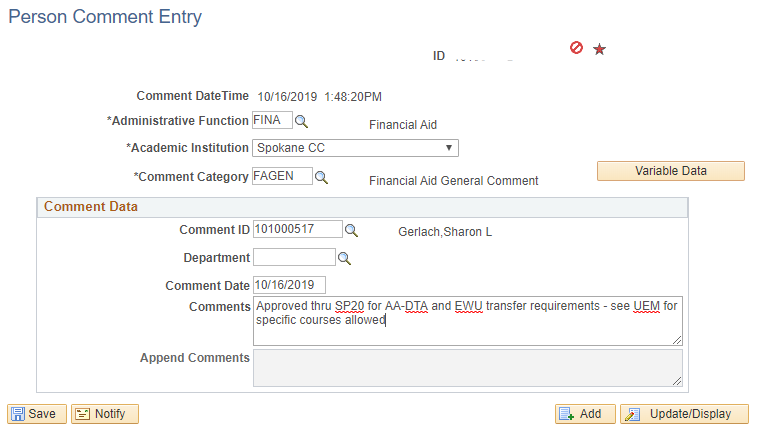 Person Comment Entry
ID
Comment DateTime 10/16/2019 1:48:20PM
*Administrative Function FINA Financial Aid
*Academic Institution Spokane CC
*Comment Category FAGEN Financial Aid General Comment Variable Data
Comment Data
Comment ID 101000517 Gerlach,Sharon L
Department
Comment Date 10/16/2019
Comments Approved thru SP20 for AA-DTA and EWU transfer requirements - see UEM for
specific courses allowed
Append Comments
Save Notify Add Update/Display